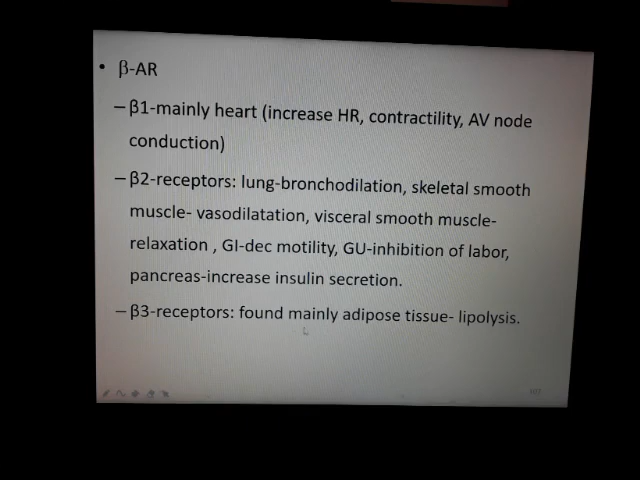 • β-AR
– β1-mainly heart (increase HR, contractility, AV node
conduction)
– β2-receptors: lung-bronchodilation, skeletal smooth
muscle- vasodilatation, visceral smooth muscle-
relaxation , GI-dec motility, GU-inhibition of labor,
pancreas-increase insulin secretion.
– β3-receptors: found mainly adipose tissue- lipolysis.